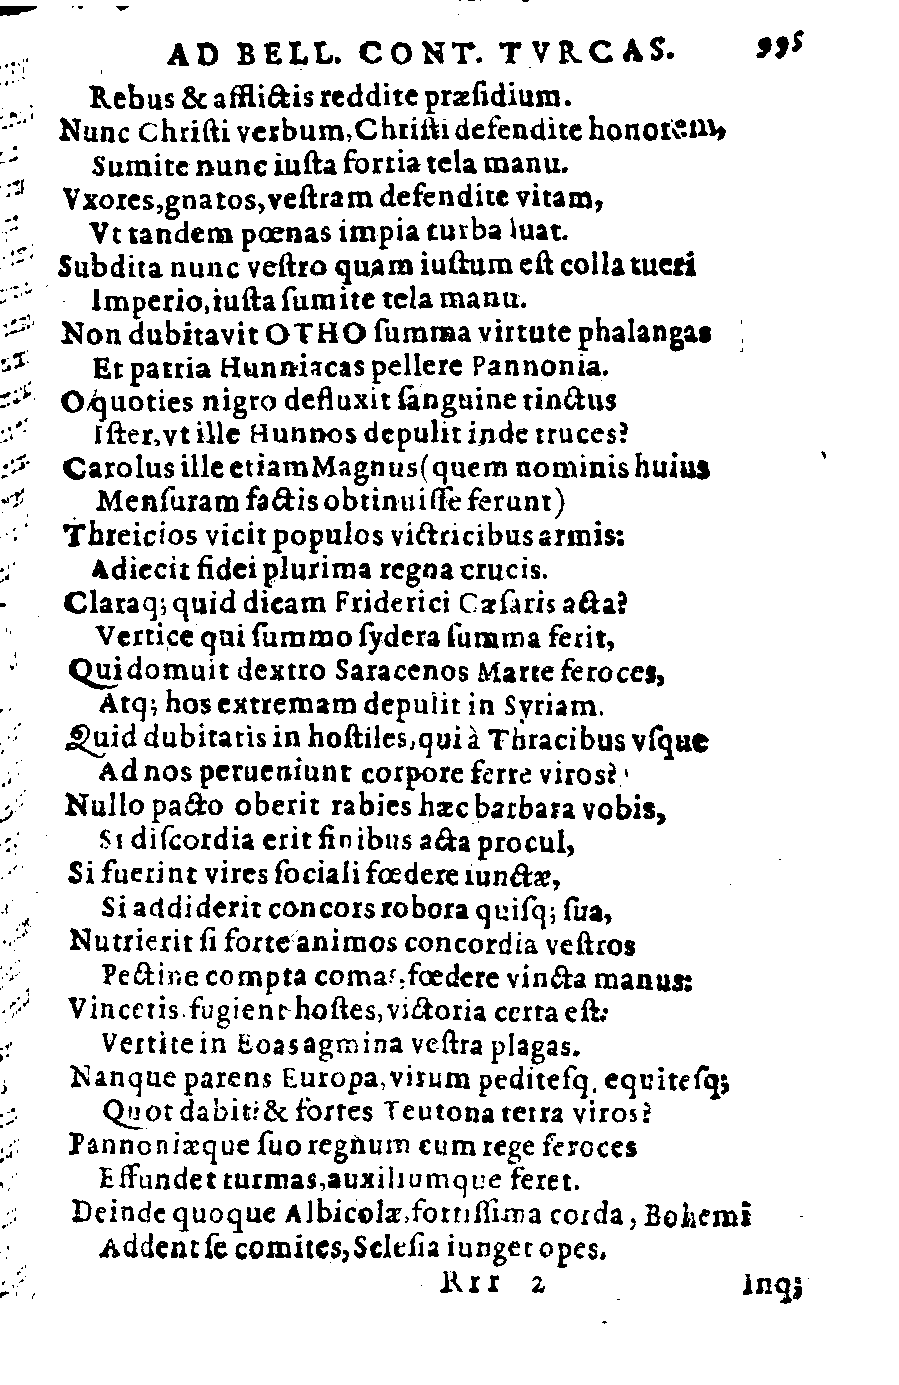 AD BELL. CONT. TVRCAS. 995
Rebus & afflictis reddite præsidium.
Nunc Christi verbum, Christi defendite honorem,
Sumite nunc iusta fortia tela manu.
Vxores, gnatos, vestram defendite vitam,
Vt tandem pœnas impia turba luat.
Subdita nunc vestro quam iustum est colla tueri
Imperio, iusta sumite tela manu.
Non dubitavit OTHO summa virtute phalangas
Et patria Hunniacas pellere Pannonia.
O quoties nigro defluxit sanguine tinctus
Ister, vt ille Hunnos depulit inde truces?
Carolus ille etiam Magnus (quem nominis huius
Mensuram factis obtinuisse ferunt)
Threicios vicit populos victricibus armis:
Adiecit fidei plurima regna crucis.
Claraq; quid dicam Friderici Cæsaris acta?
Vertice qui summo sydera summa ferit,
Qui domuit dextro Saracenos Marte feroces,
Atq; hos extremam depulit in Syriam.
Quid dubitatis in hostiles, qui à Thracibus vsque
Ad nos perueniunt corpore ferre viros?
Nullo pacto oberit rabies hæc barbara vobis,
Si discordia erit finibus acta procul,
Si fuerint vires sociali fœdere iunctæ,
Si addiderit concors robora quisq; sua,
Nutrierit si forte animos concordia vestros
Pectine compta comas, fœdere vincta manus:
Vincetis. fugient hostes, victoria certa est:
Vertite in Eoas agmina vestra plagas.
Nanque parens Europa, virum peditesq, equitesq;
Quot dabit? & fortes Teutona terra viros?
Pannoniæque suo regnum cum rege feroces
Effundet turmas, auxiliumque feret.
Deinde quoque Albicolæ, fortissima corda, Bohemi
Addent se comites, Selesia iunget opes.
Rrr 2 Inq;